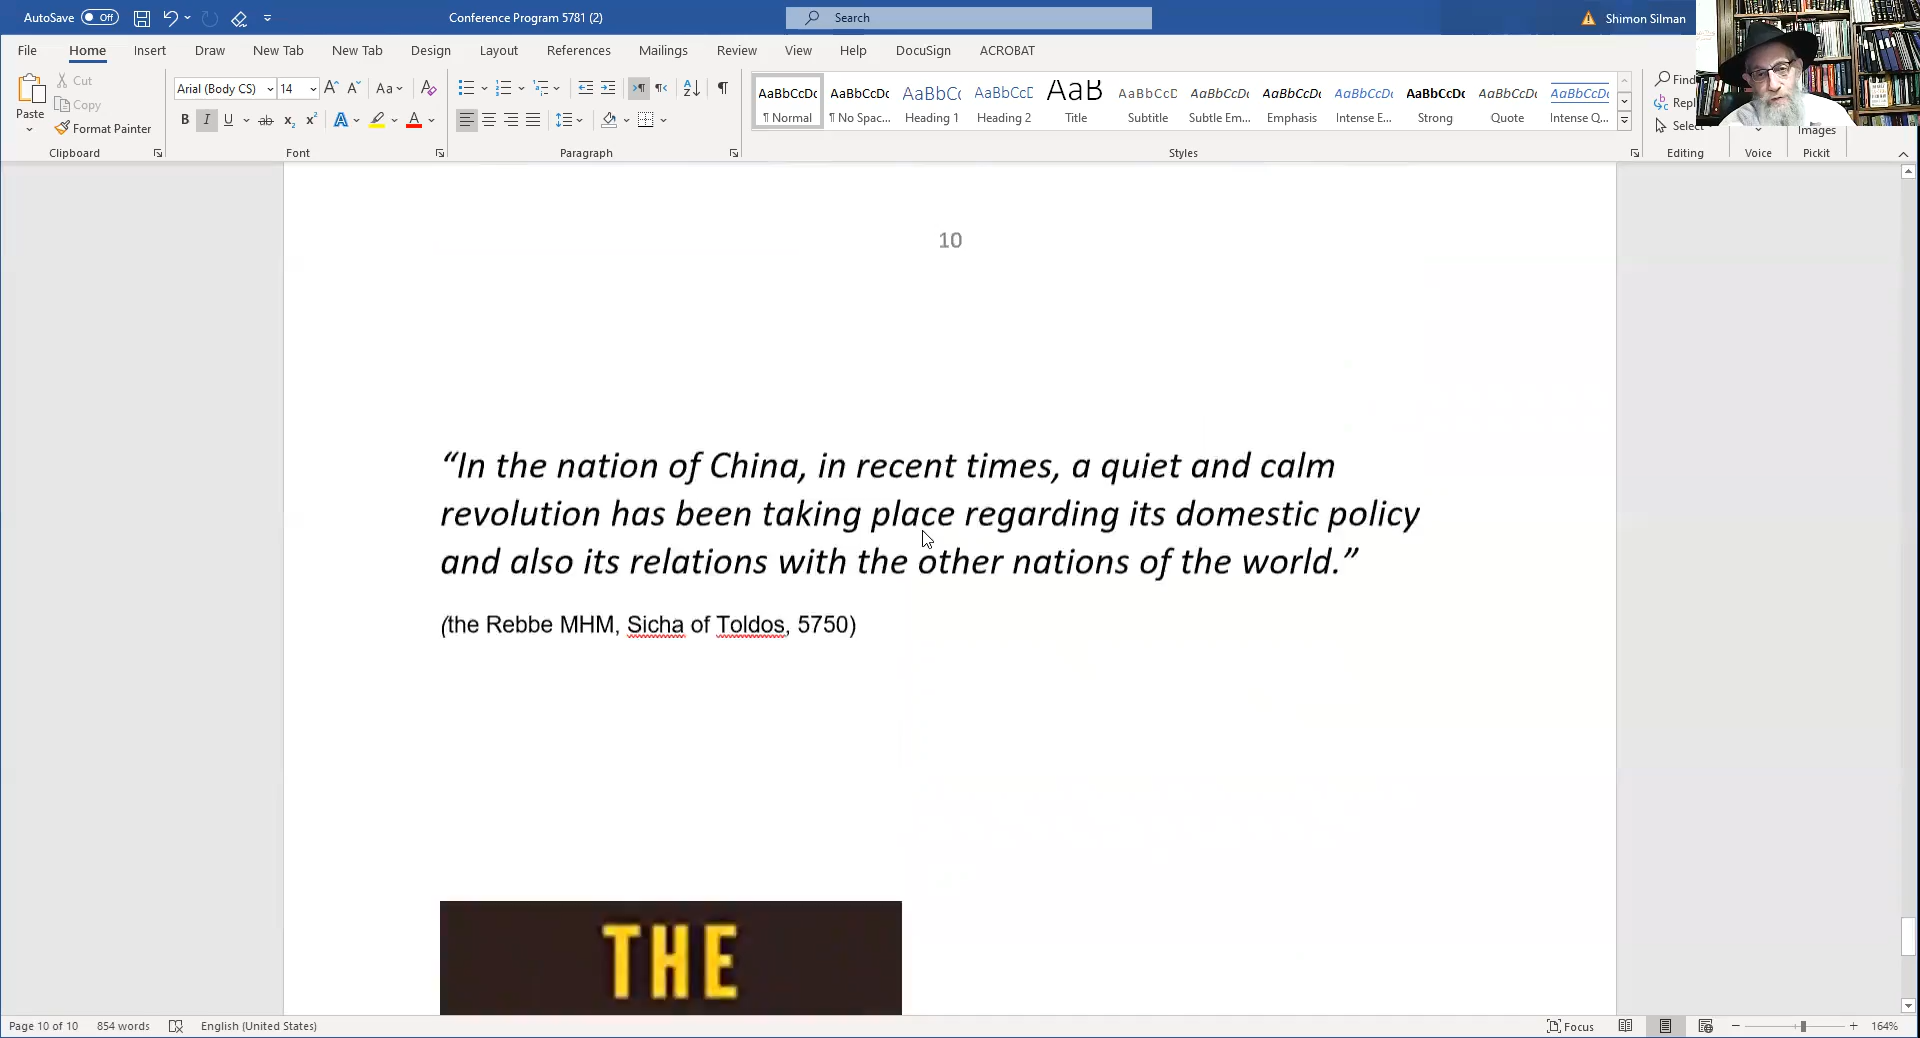 AutoSave Off Conference Program 5781 (2) Search Shimon Silman
File Home Insert Draw New Tab New Tab Design Layout References Mailings Review View Help DocuSign ACROBAT
Paste
Cut
Copy
Format Painter
Clipboard
Arial (Body CS) 14
Font
Paragraph
AaBbCcDc AaBbCcDc AaBbC AaBbCcD AaB AaBbCcD AaBbCcDc AaBbCcDc AaBbCcDc AaBbCcDc AaBbCcDc AaBbCcDc
¶ Normal ¶ No Spac... Heading 1 Heading 2 Title Subtitle Subtle Em... Emphasis Intense E... Strong Quote Intense Q...
Styles
Find
Repl
Select
Editing
Voice
Images
Pickit
10
“In the nation of China, in recent times, a quiet and calm
revolution has been taking place regarding its domestic policy
and also its relations with the other nations of the world.”
(the Rebbe MHM, Sicha of Toldos, 5750)
THE
Page 10 of 10 854 words English (United States) Focus 164%